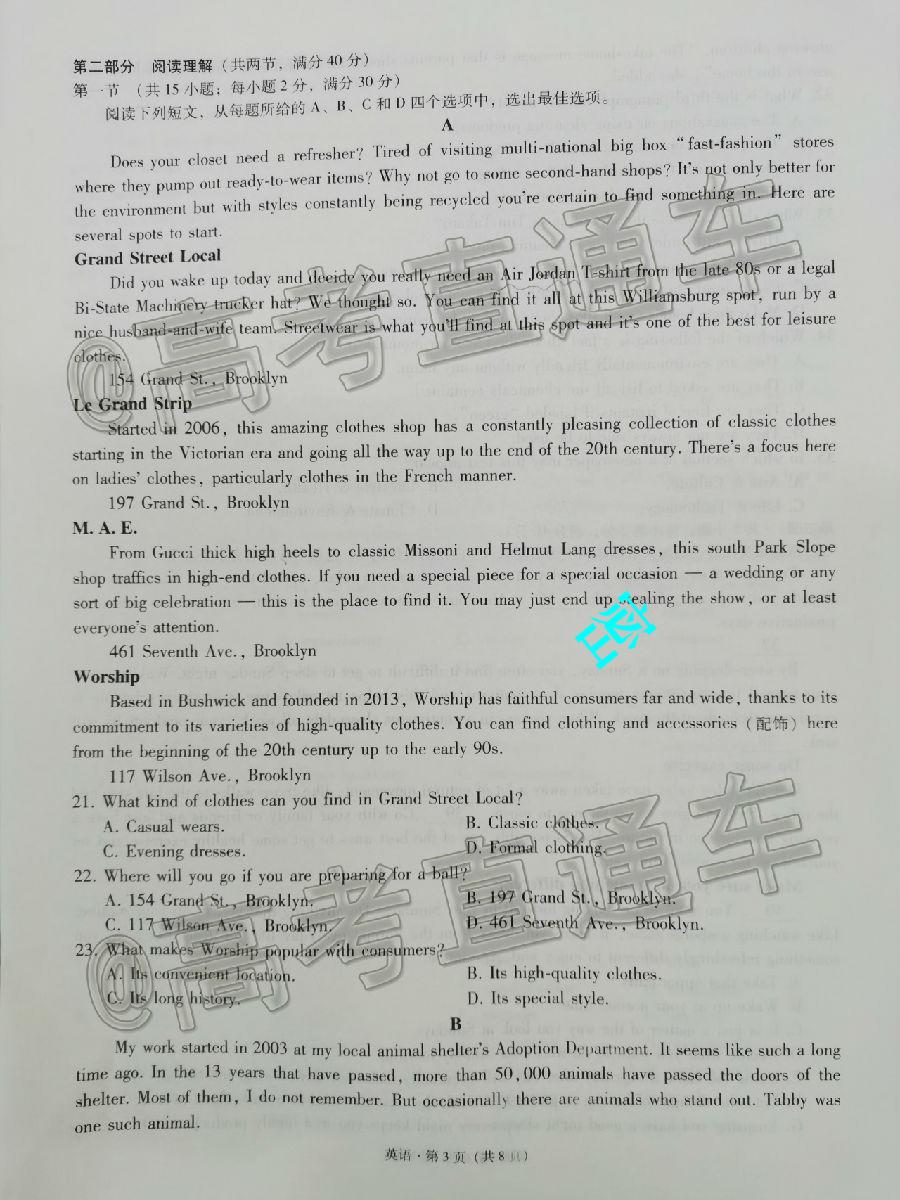 第二部分 阅读理解（共两节，满分40分）
第一节 （共15小题；每小题2分，满分30分）
阅读下列短文，从每题所给的A、B、C和D四个选项中，选出最佳选项。
A
Does your closet need a refresher? Tired of visiting multi-national big box “fast-fashion” stores
where they pump out ready-to-wear items? Why not go to some second-hand shops? It's not only better for
the environment but with styles constantly being recycled you're certain to find something in. Here are
several spots to start.
Grand Street Local
Did you wake up today and decide you really need an Air Jordan T-shirt from the late 80s or a legal
Bi-State Machinery trucker hat? We thought so. You can find it all at this Williamsburg spot, run by a
nice husband-and-wife team. Streetwear is what you'll find at this spot and it's one of the best for leisure
clothes.
154 Grand St., Brooklyn
Le Grand Strip
Started in 2006, this amazing clothes shop has a constantly pleasing collection of classic clothes
starting in the Victorian era and going all the way up to the end of the 20th century. There's a focus here
on ladies' clothes, particularly clothes in the French manner.
197 Grand St., Brooklyn
M. A. E.
From Gucci thick high heels to classic Missoni and Helmut Lang dresses, this south Park Slope
shop traffics in high-end clothes. If you need a special piece for a special occasion — a wedding or any
sort of big celebration — this is the place to find it. You may just end up stealing the show, or at least
everyone's attention.
461 Seventh Ave., Brooklyn
Worship
Based in Bushwick and founded in 2013, Worship has faithful consumers far and wide, thanks to its
commitment to its varieties of high-quality clothes. You can find clothing and accessories（配饰）here
from the beginning of the 20th century up to the early 90s.
117 Wilson Ave., Brooklyn
21. What kind of clothes can you find in Grand Street Local?
A. Casual wears. B. Classic clothes.
C. Evening dresses. D. Formal clothing.
22. Where will you go if you are preparing for a ball?
A. 154 Grand St., Brooklyn. B. 197 Grand St., Brooklyn.
C. 117 Wilson Ave., Brooklyn. D. 461 Seventh Ave., Brooklyn.
23. What makes Worship popular with consumers?
A. Its convenient location. B. Its high-quality clothes.
C. Its long history. D. Its special style.
B
My work started in 2003 at my local animal shelter's Adoption Department. It seems like such a long
time ago. In the 13 years that have passed, more than 50,000 animals have passed the doors of the
shelter. Most of them, I do not remember. But occasionally there are animals who stand out. Tabby was
one such animal.
英语·第3页（共8页）
@高考直通车
密
@高考直通车